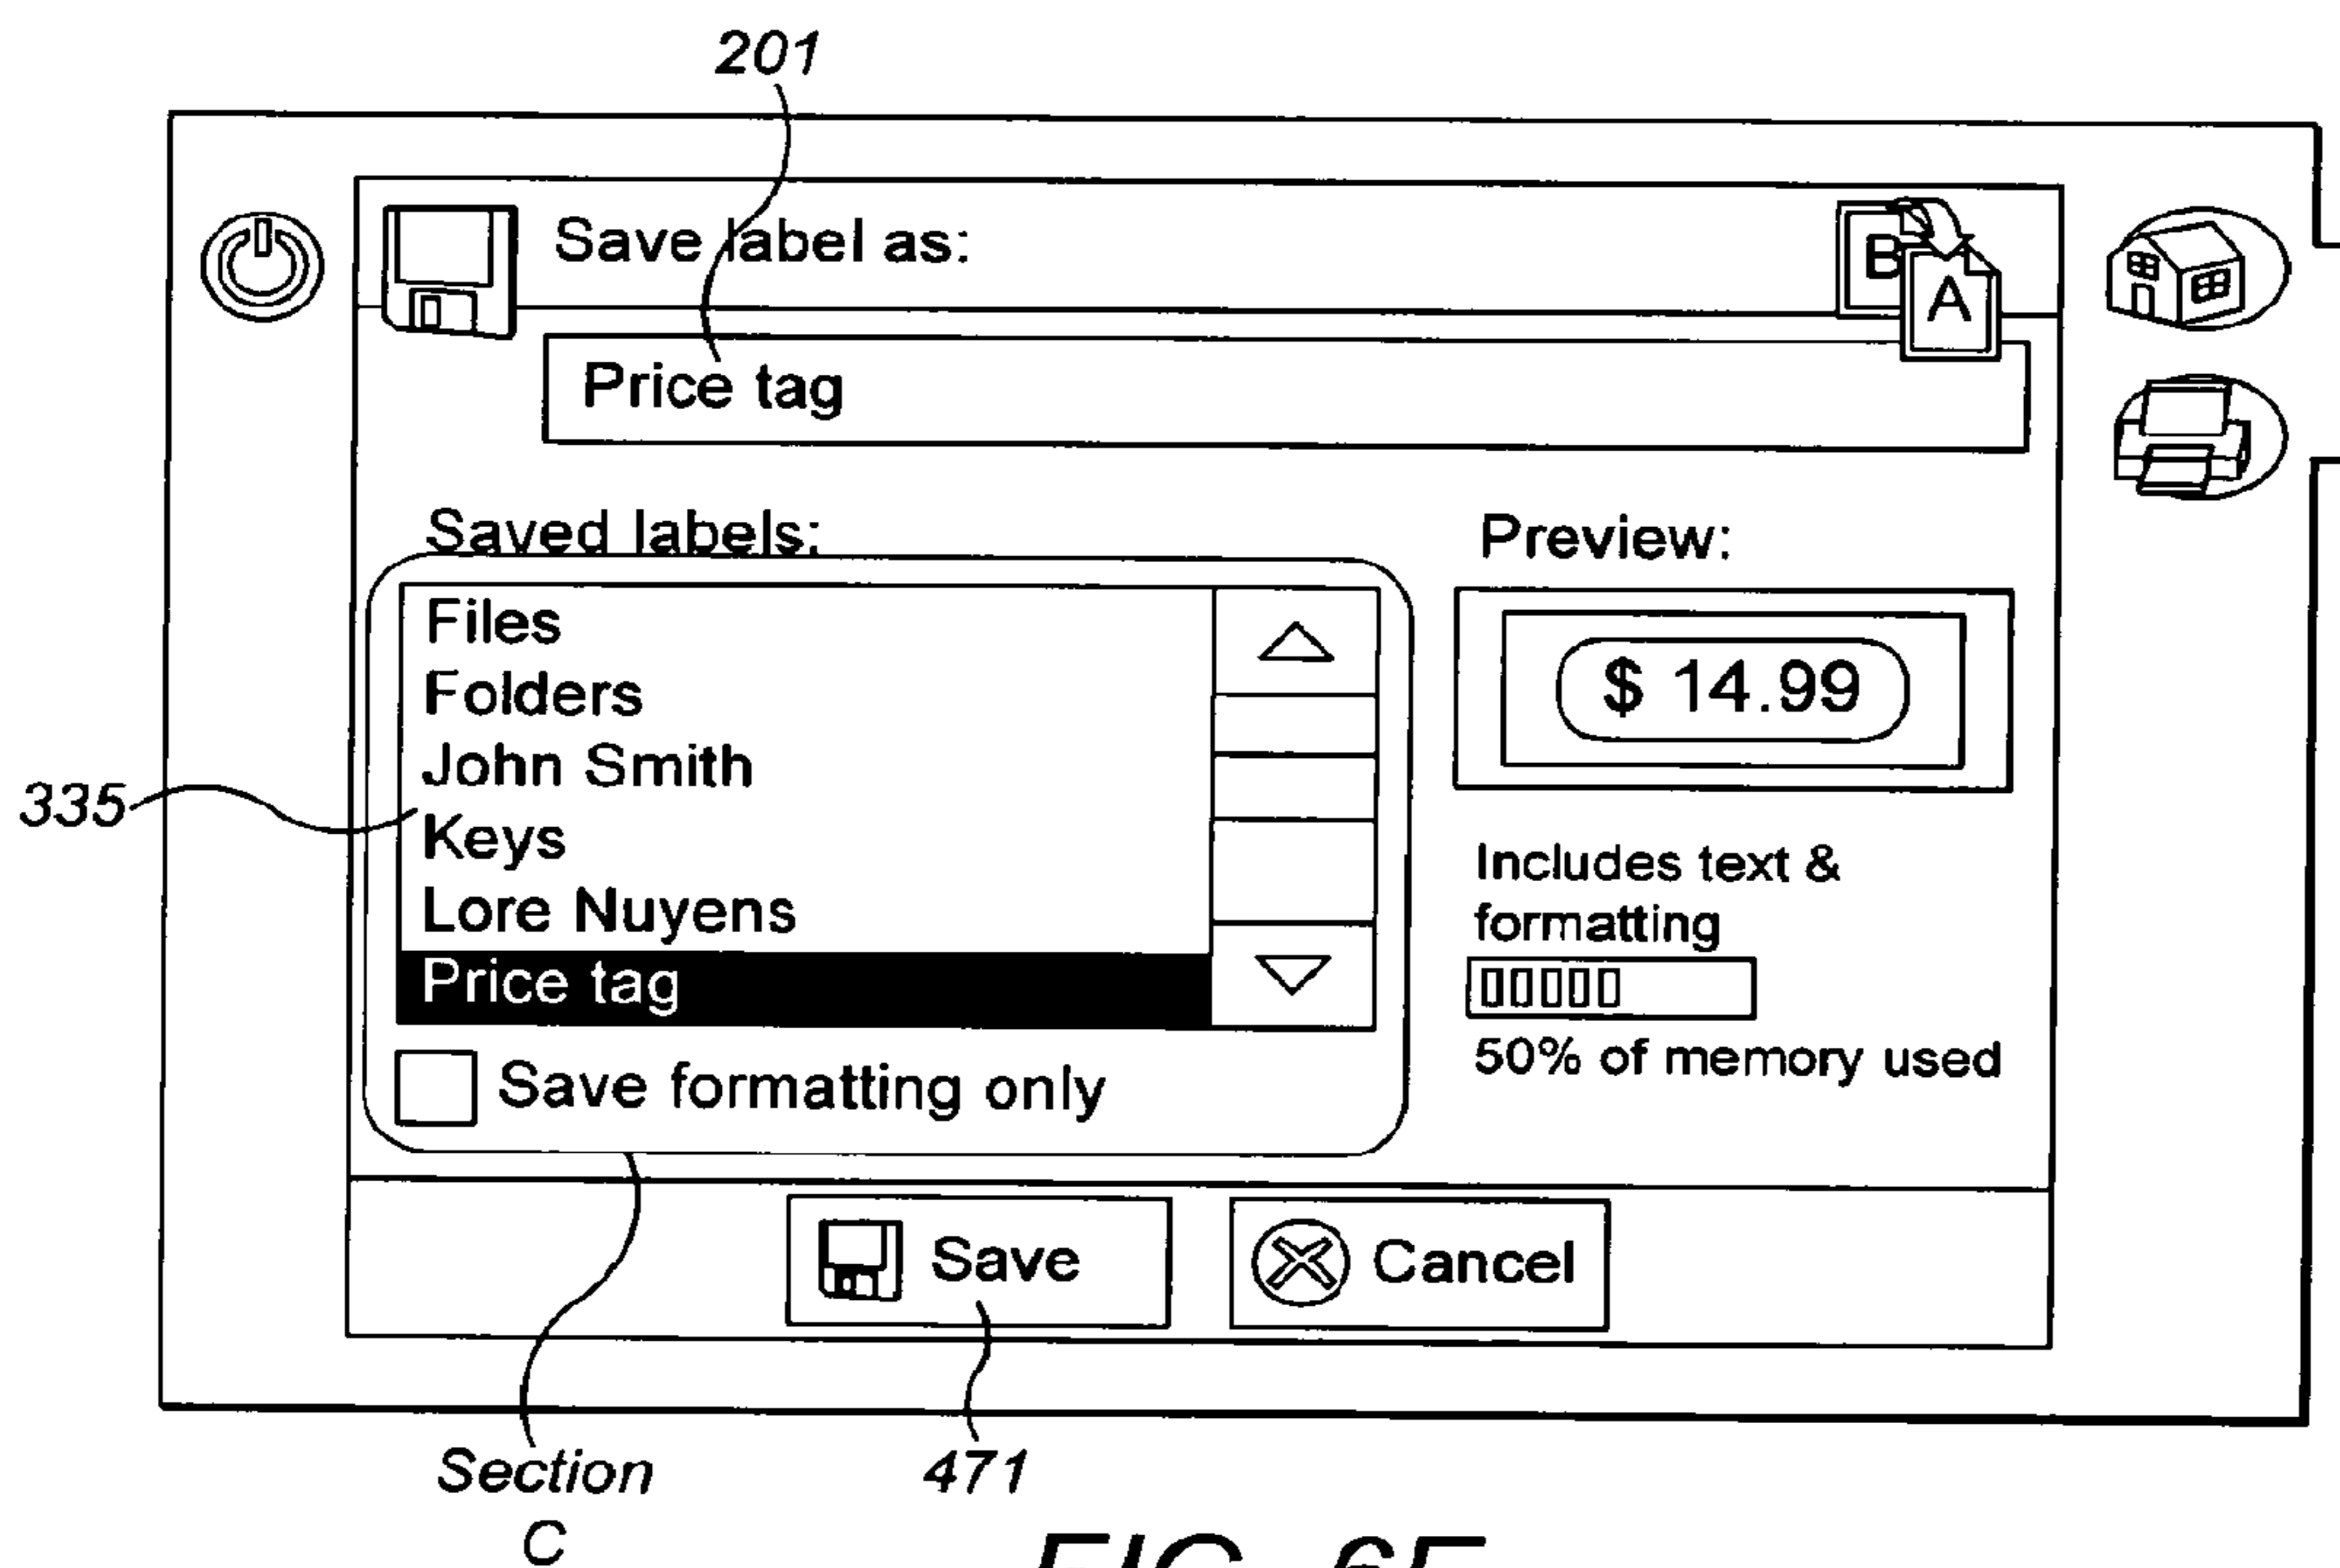 201
Save label as:
B
A
Price tag
Saved labels:
Preview:
Files
Folders
John Smith
Keys
Lore Nuyens
Price tag
335
$ 14.99
Includes text &
formatting
50% of memory used
Save formatting only
Save
Cancel
Section
C
471